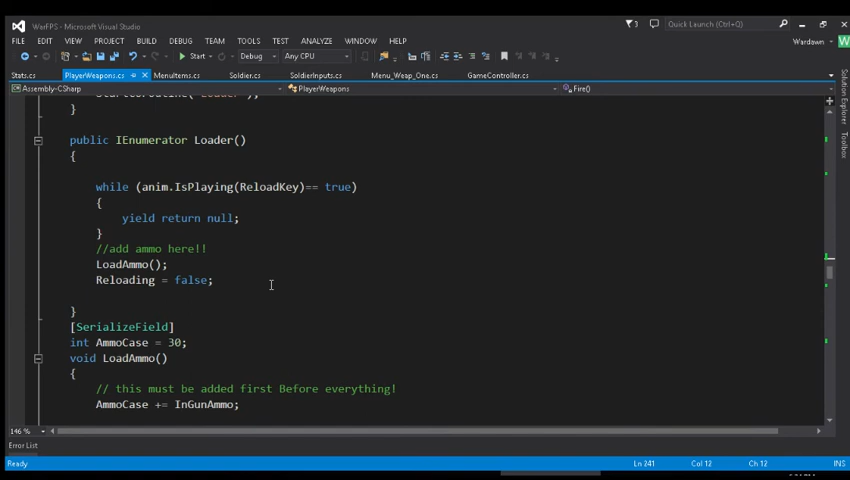 WarFPS - Microsoft Visual Studio
3
Quick Launch (Ctrl+Q)
FILE EDIT VIEW PROJECT BUILD DEBUG TEAM TOOLS TEST ANALYZE WINDOW HELP
Wardawn
W
Start Debug Any CPU
Stats.cs PlayerWeapons.cs MenuItems.cs Soldier.cs SoldierInputs.cs Menu_Weap_One.cs GameController.cs
Assembly-CSharp PlayerWeapons Fire()
Solution Explorer
Toolbox
}
public IEnumerator Loader()
{
while (anim.IsPlaying(ReloadKey)== true)
{
yield return null;
}
//add ammo here!!
LoadAmmo();
Reloading = false;
}
[SerializeField]
int AmmoCase = 30;
void LoadAmmo()
{
// this must be added first Before everything!
AmmoCase += InGunAmmo;
146 %
Error List
Ready Ln 241 Col 12 Ch 12 INS